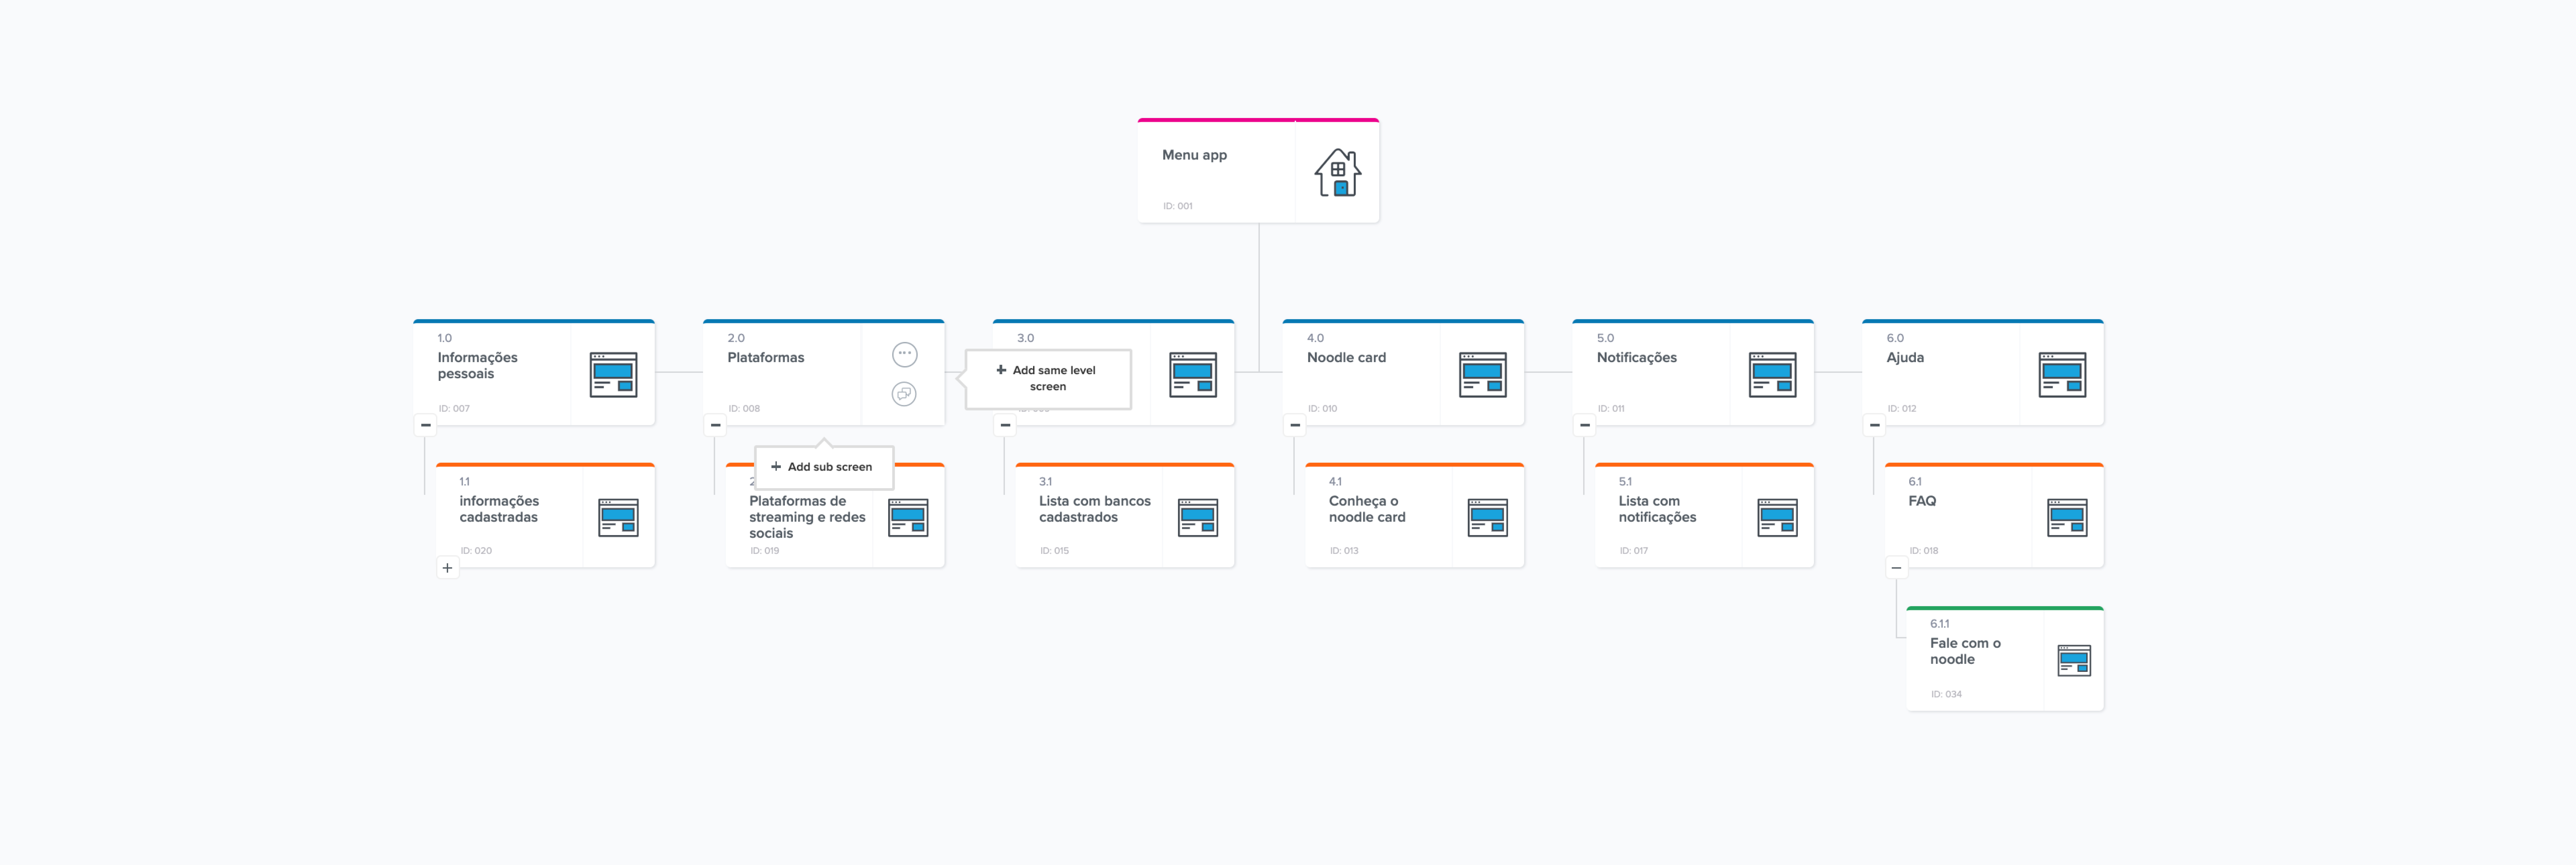 Menu app
ID: 001
1.0
Informações
pessoais
ID: 007
2.0
Plataformas
ID: 008
3.0
+ Add same level
screen
4.0
Noodle card
ID: 010
5.0
Notificações
ID: 011
6.0
Ajuda
ID: 012
+ Add sub screen
1.1
informações
cadastradas
ID: 020
Plataformas de
streaming e redes
sociais
ID: 019
3.1
Lista com bancos
cadastrados
ID: 015
4.1
Conheça o
noodle card
ID: 013
5.1
Lista com
notificações
ID: 017
6.1
FAQ
ID: 018
6.1.1
Fale com o
noodle
ID: 034